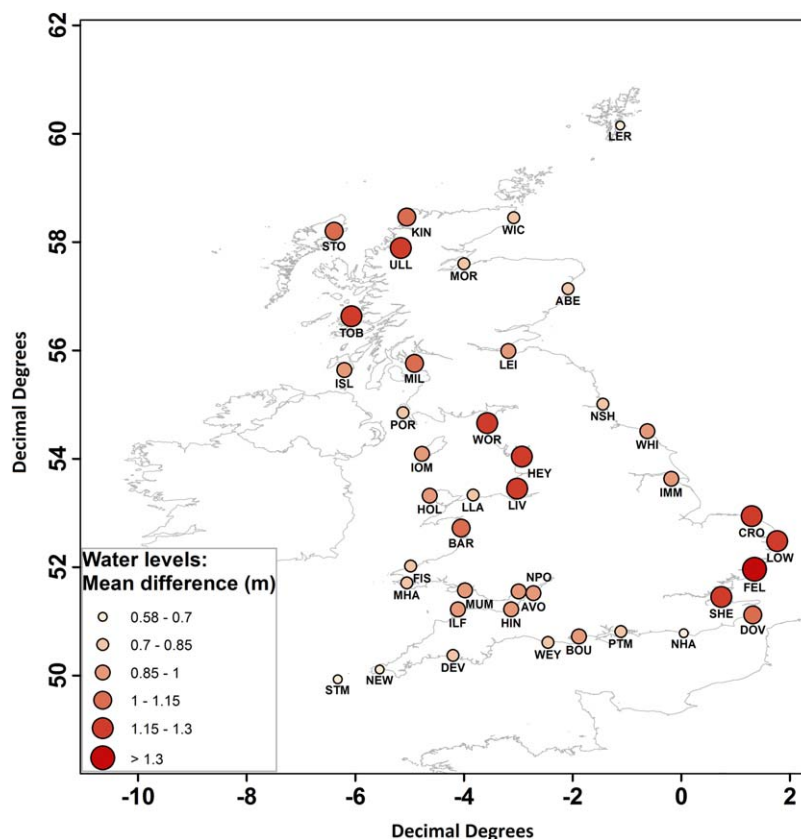 62
60
58
56
54
52
50
Decimal Degrees
LER
STO
KIN
WIC
ULL
MOR
ABE
TOB
ISL
MIL
LEI
POR
NSH
WOR
WHI
IOM
HEY
IMM
HOL
LLA
LIV
CRO
BAR
LOW
FEL
FIS
MHA
MUM
NPO
AVO
SHE
ILF
HIN
DOV
WEY
BOU
PTM
NHA
STM
NEW
DEV
Water levels:
Mean difference (m)
0.58 - 0.7
0.7 - 0.85
0.85 - 1
1 - 1.15
1.15 - 1.3
> 1.3
-10 -8 -6 -4 -2 0 2
Decimal Degrees